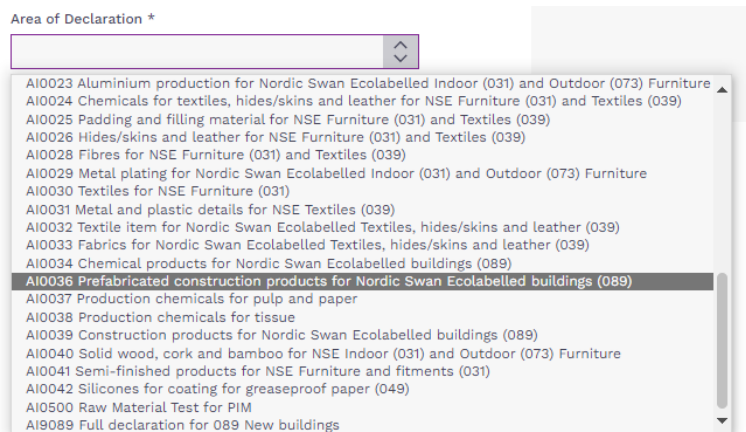 Area of Declaration *
AI0023 Aluminium production for Nordic Swan Ecolabelled Indoor (031) and Outdoor (073) Furniture
AI0024 Chemicals for textiles, hides/skins and leather for NSE Furniture (031) and Textiles (039)
AI0025 Padding and filling material for NSE Furniture (031) and Textiles (039)
AI0026 Hides/skins and leather for NSE Furniture (031) and Textiles (039)
AI0028 Fibres for NSE Furniture (031) and Textiles (039)
AI0029 Metal plating for Nordic Swan Ecolabelled Indoor (031) and Outdoor (073) Furniture
AI0030 Textiles for NSE Furniture (031)
AI0031 Metal and plastic details for NSE Textiles (039)
AI0032 Textile item for Nordic Swan Ecolabelled Textiles, hides/skins and leather (039)
AI0033 Fabrics for Nordic Swan Ecolabelled Textiles, hides/skins and leather (039)
AI0034 Chemical products for Nordic Swan Ecolabelled buildings (089)
AI0036 Prefabricated construction products for Nordic Swan Ecolabelled buildings (089)
AI0037 Production chemicals for pulp and paper
AI0038 Production chemicals for tissue
AI0039 Construction products for Nordic Swan Ecolabelled buildings (089)
AI0040 Solid wood, cork and bamboo for NSE Indoor (031) and Outdoor (073) Furniture
AI0041 Semi-finished products for NSE Furniture and fitments (031)
AI0042 Silicones for coating for greaseproof paper (049)
AI0500 Raw Material Test for PIM
AI9089 Full declaration for 089 New buildings